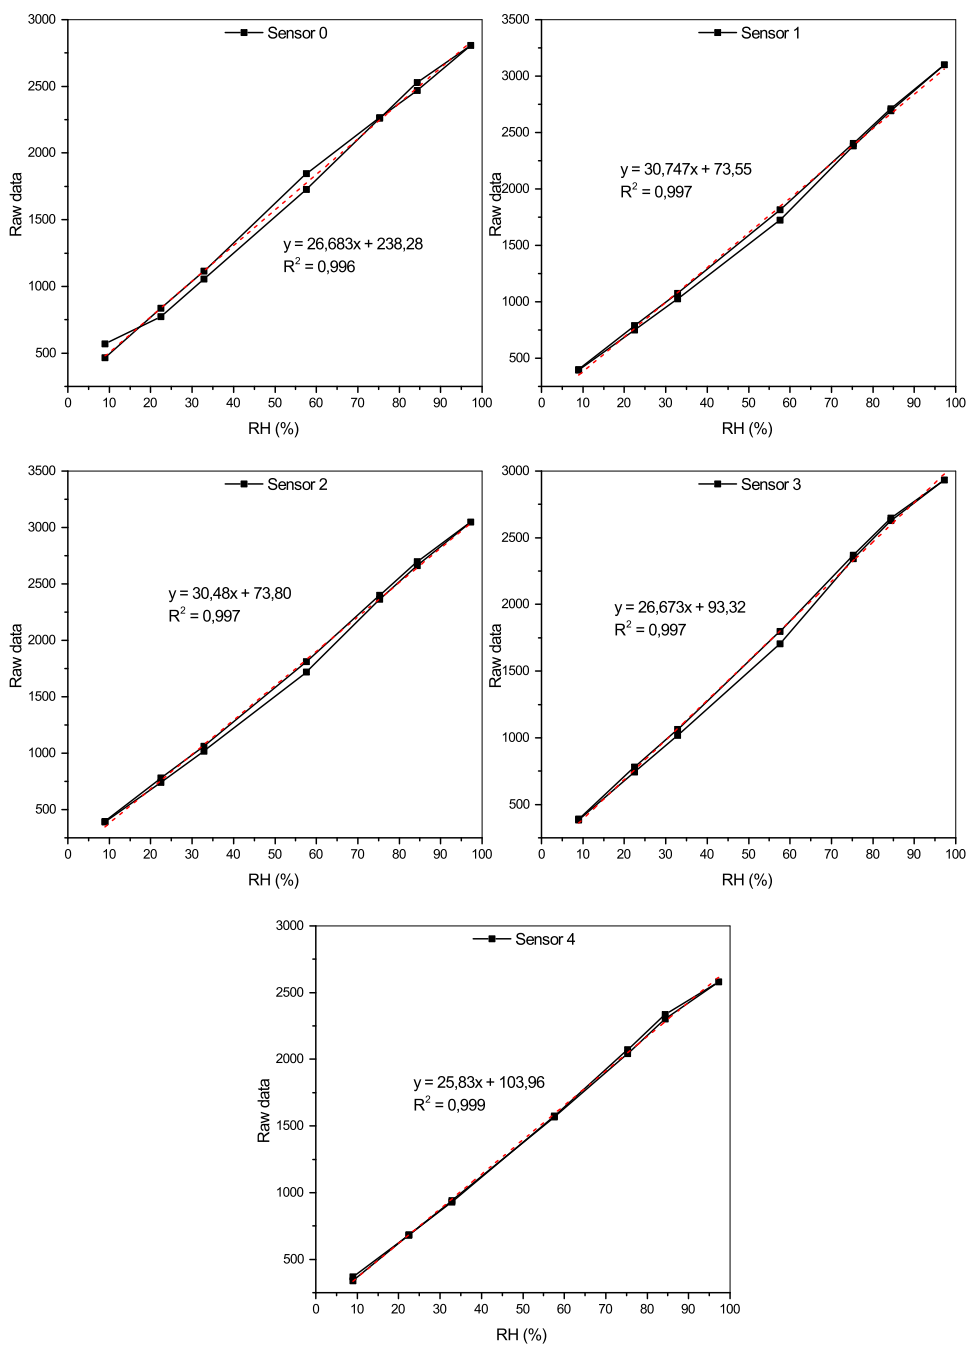 Sensor 0
3000
2500
2000
1500
1000
500
Raw data
y = 26,683x + 238,28
R² = 0,996
0 10 20 30 40 50 60 70 80 90 100
RH (%)
Sensor 1
3500
3000
2500
2000
1500
1000
500
Raw data
y = 30,747x + 73,55
R² = 0,997
0 10 20 30 40 50 60 70 80 90 100
RH (%)
Sensor 2
3500
3000
2500
2000
1500
1000
500
Raw data
y = 30,48x + 73,80
R² = 0,997
0 10 20 30 40 50 60 70 80 90 100
RH (%)
Sensor 3
3000
2500
2000
1500
1000
500
Raw data
y = 26,673x + 93,32
R² = 0,997
0 10 20 30 40 50 60 70 80 90 100
RH (%)
Sensor 4
3000
2500
2000
1500
1000
500
Raw data
y = 25,83x + 103,96
R² = 0,999
0 10 20 30 40 50 60 70 80 90 100
RH (%)